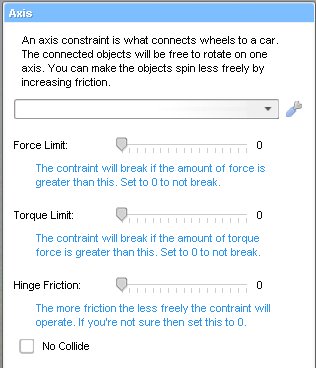 Axis
An axis constraint is what connects wheels to a car.
The connected objects will be free to rotate on one
axis. You can make the objects spin less freely by
increasing friction.
Force Limit: 0
The contraint will break if the amount of force is
greater than this. Set to 0 to not break.
Torque Limit: 0
The contraint will break if the amount of torque
force is greater than this. Set to 0 to not break.
Hinge Friction: 0
The more friction the less freely the contraint will
operate. If you're not sure then set this to 0.
No Collide